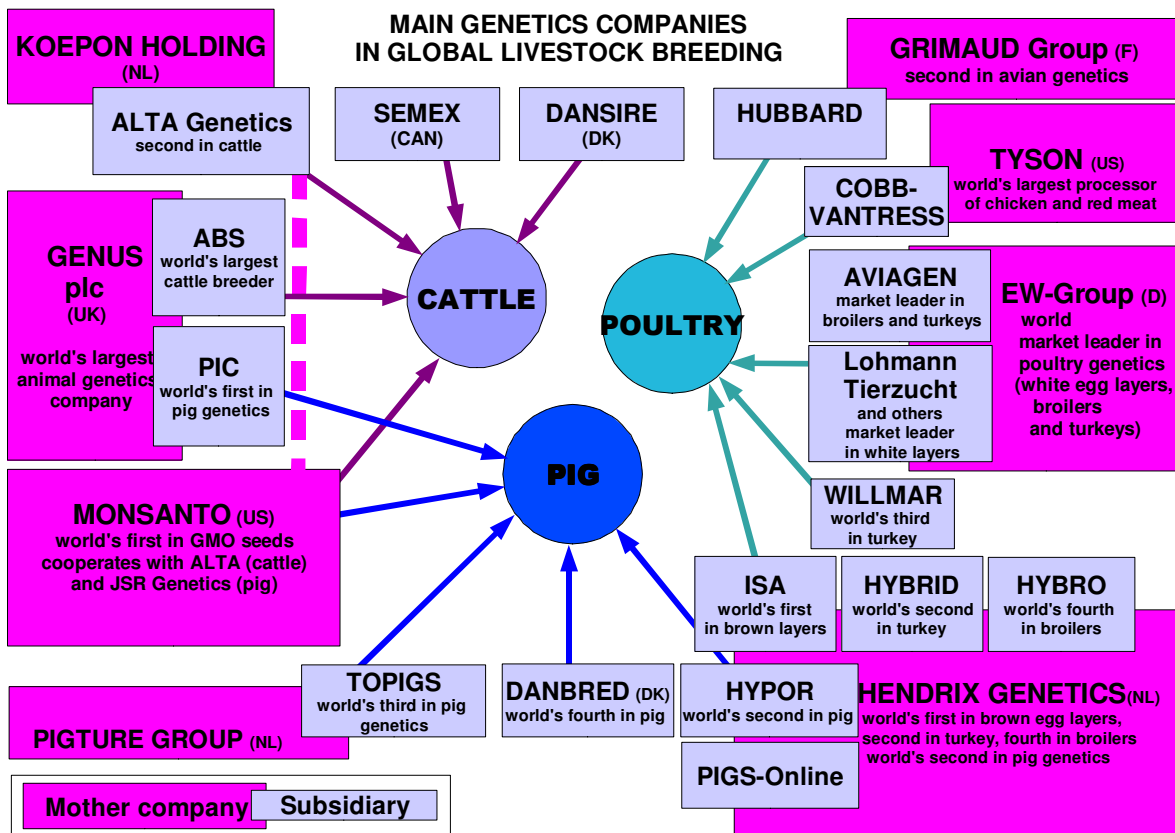 MAIN GENETICS COMPANIES
IN GLOBAL LIVESTOCK BREEDING
KOEPON HOLDING
(NL)
ALTA Genetics
second in cattle
SEMEX
(CAN)
DANSIRE
(DK)
HUBBARD
GRIMAUD Group (F)
second in avian genetics
TYSON (US)
world's largest processor
of chicken and red meat
COBB-
VANTRESS
GENUS
plc
(UK)
world's largest
animal genetics
company
ABS
world's largest
cattle breeder
PIC
world's first in
pig genetics
CATTLE
POULTRY
PIG
AVIAGEN
market leader in
broilers and turkeys
Lohmann
Tierzucht
and others
market leader
in white layers
EW-Group (D)
world
market leader in
poultry genetics
(white egg layers,
broilers
and turkeys)
WILLMAR
world's third
in turkey
MONSANTO (US)
world's first in GMO seeds
cooperates with ALTA (cattle)
and JSR Genetics (pig)
ISA
world's first
in brown layers
HYBRID
world's second
in turkey
HYBRO
world's fourth
in broilers
TOPIGS
world's third in pig
genetics
DANBRED (DK)
world's fourth in pig
HYPOR
world's second in pig
HENDRIX GENETICS(NL)
world's first in brown egg layers,
second in turkey, fourth in broilers
world's second in pig genetics
PIGTURE GROUP (NL)
PIGS-Online
Mother company
Subsidiary